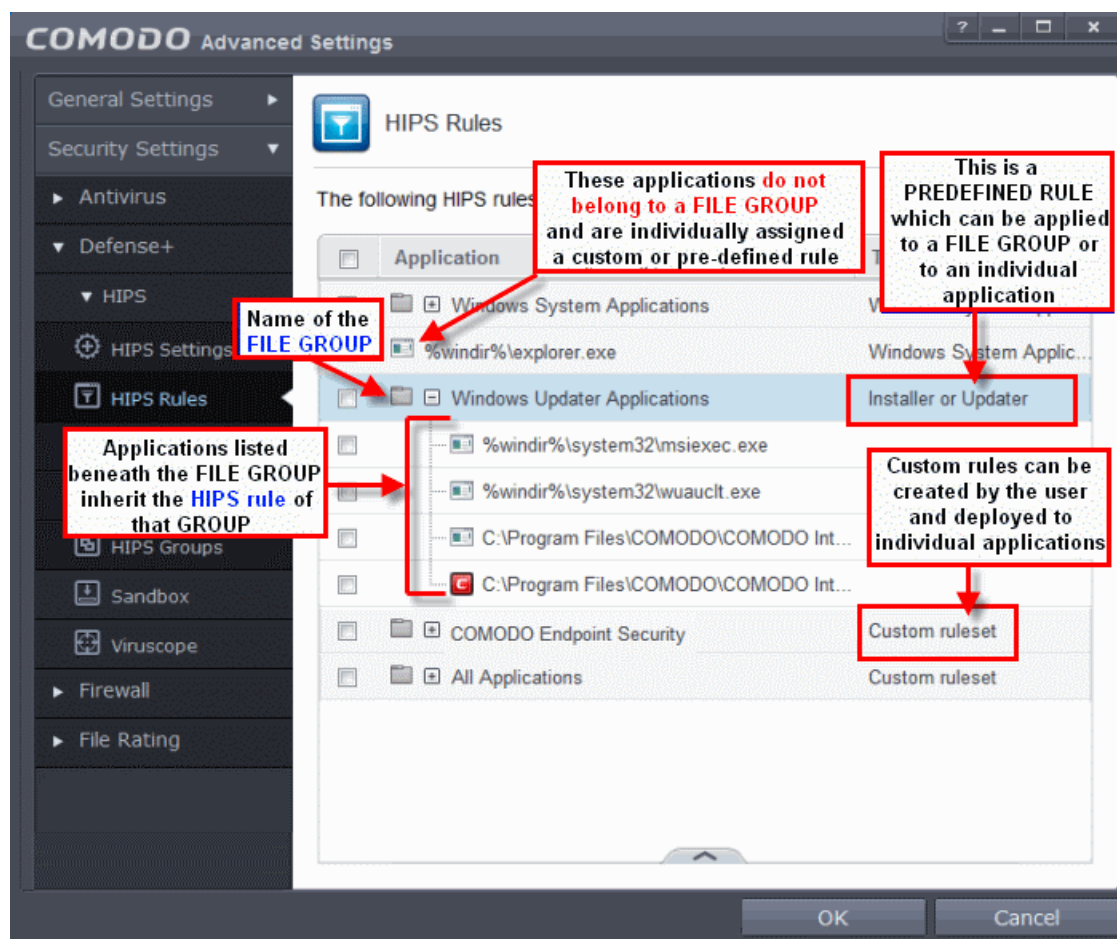 COMODO Advanced Settings
General Settings
Security Settings
Antivirus
Defense+
HIPS
HIPS Settings
HIPS Rules
HIPS Groups
Sandbox
Viruscope
Firewall
File Rating
HIPS Rules
The following HIPS rules
These applications do not
belong to a FILE GROUP
and are individually assigned
a custom or pre-defined rule
This is a
PREDEFINED RULE
which can be applied
to a FILE GROUP or
to an individual
application
Name of the
FILE GROUP
Applications listed
beneath the FILE GROUP
inherit the HIPS rule of
that GROUP
Custom rules can be
created by the user
and deployed to
individual applications
Application
Windows System Applications
%windir%\explorer.exe
Windows System Applic...
Windows Updater Applications
Installer or Updater
%windir%\system32\msiexec.exe
%windir%\system32\wuauclt.exe
C:\Program Files\COMODO\COMODO Int...
C:\Program Files\COMODO\COMODO Int...
COMODO Endpoint Security
Custom ruleset
All Applications
Custom ruleset
OK
Cancel